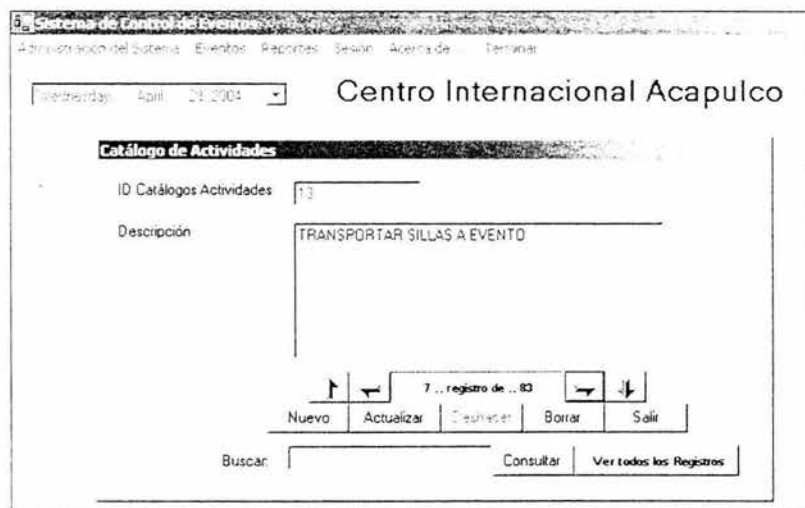 Sistema de Control de Eventos
Administración del Sistema Eventos Reportes Sesión Acerca de ... Terminar
Wednesday, April 28, 2004
Centro Internacional Acapulco
Catálogo de Actividades
ID Catálogos Actividades 13
Descripción TRANSPORTAR SILLAS A EVENTO
7 .. registro de .. 83
Nuevo Actualizar Deshacer Borrar Salir
Buscar: Consultar Ver todos los Registros